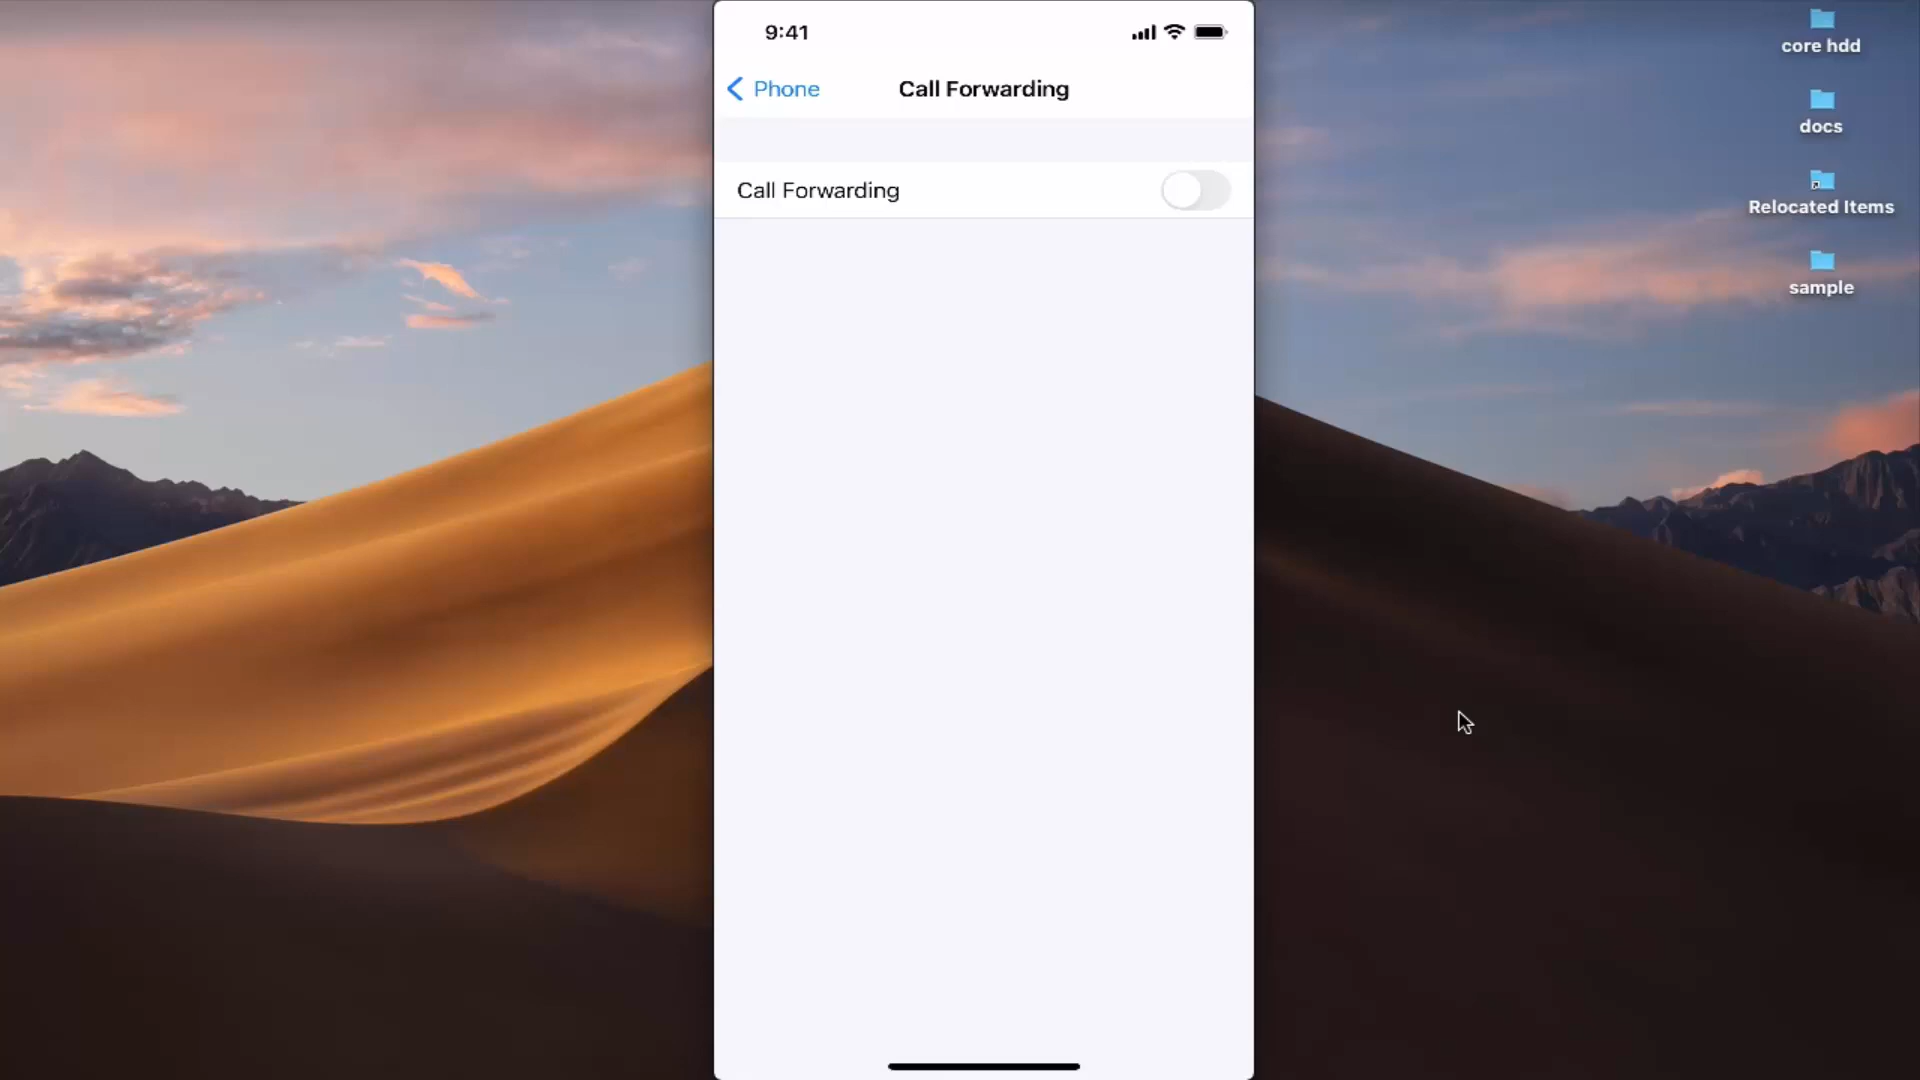 9:41
Phone
Call Forwarding
Call Forwarding
core hdd
docs
Relocated Items
sample